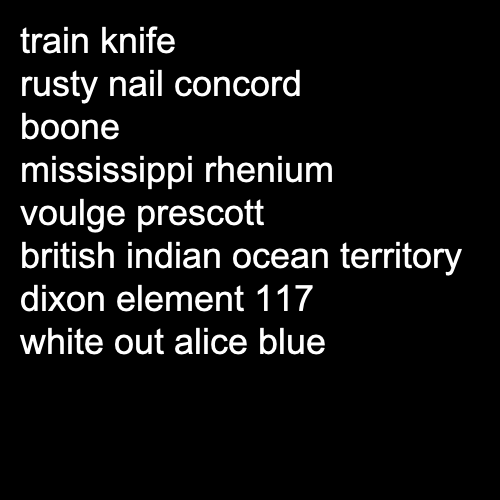 train knife
rusty nail concord
boone
mississippi rhenium
voulge prescott
british indian ocean territory
dixon element 117
white out alice blue